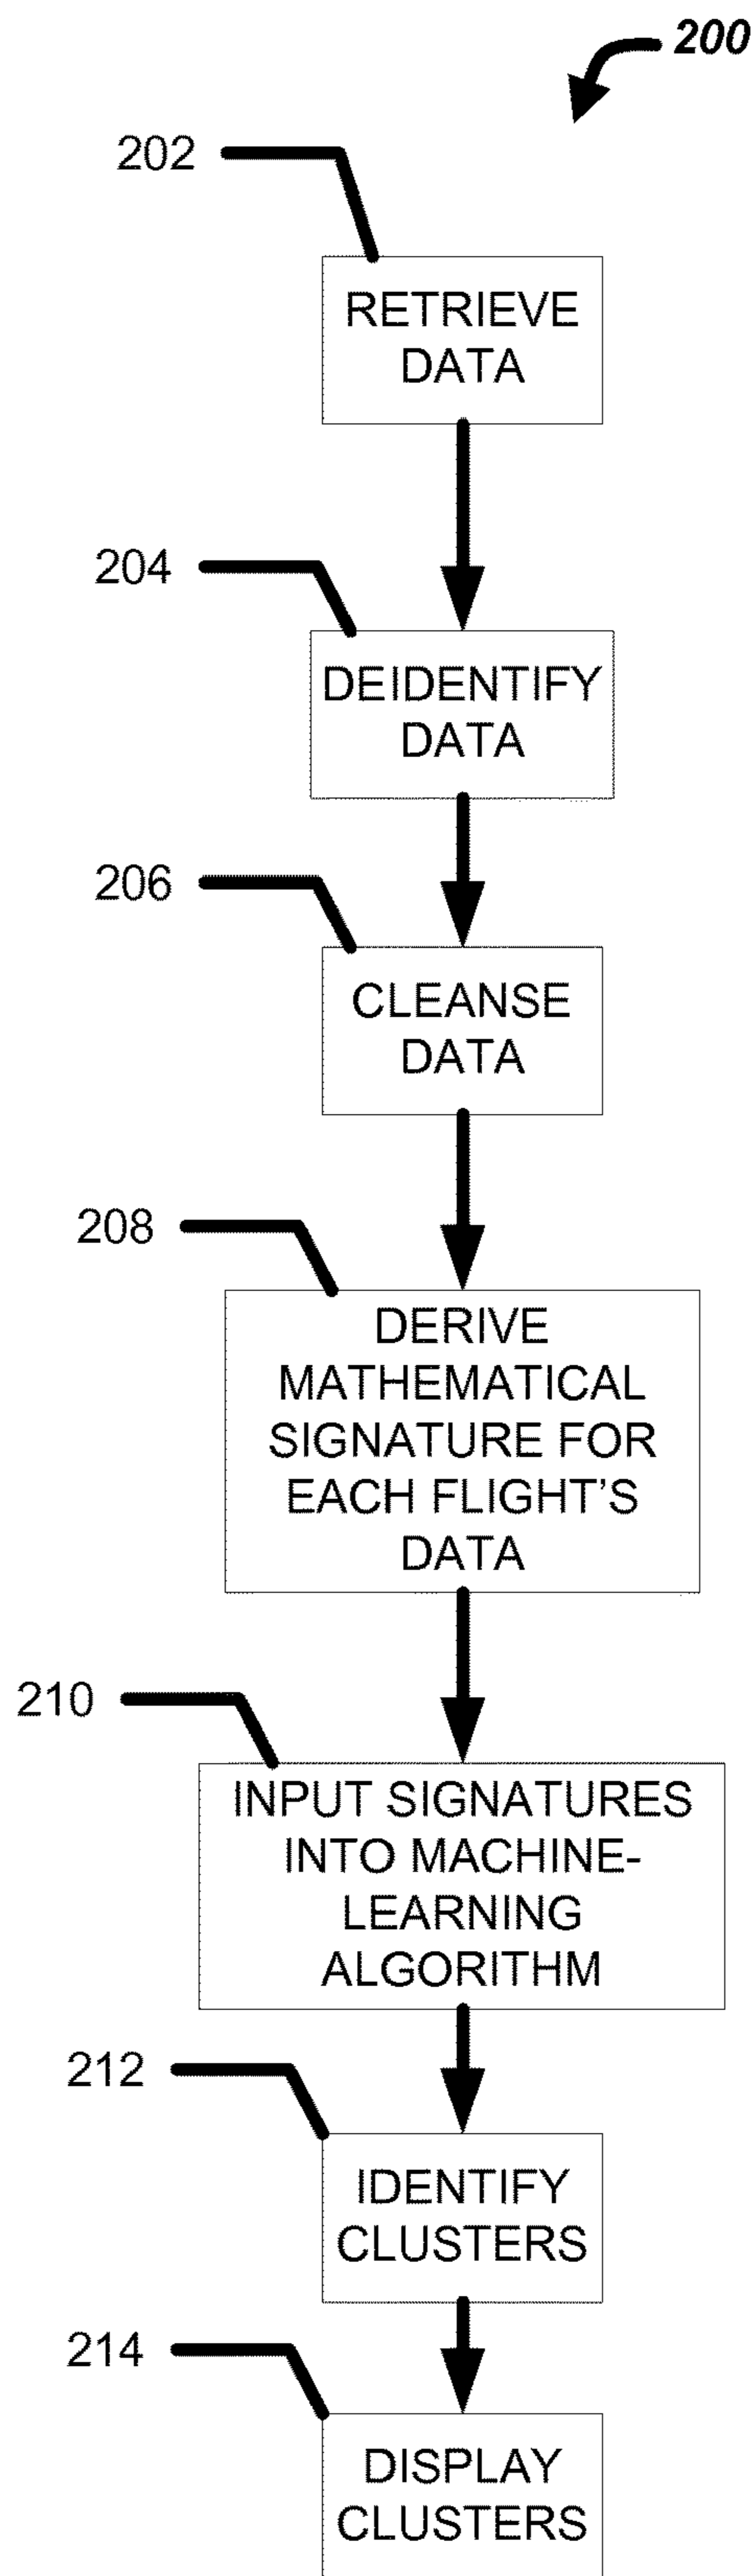 200
202
RETRIEVE
DATA
204
DEIDENTIFY
DATA
206
CLEANSE
DATA
208
DERIVE
MATHEMATICAL
SIGNATURE FOR
EACH FLIGHT'S
DATA
210
INPUT SIGNATURES
INTO MACHINE-
LEARNING
ALGORITHM
212
IDENTIFY
CLUSTERS
214
DISPLAY
CLUSTERS